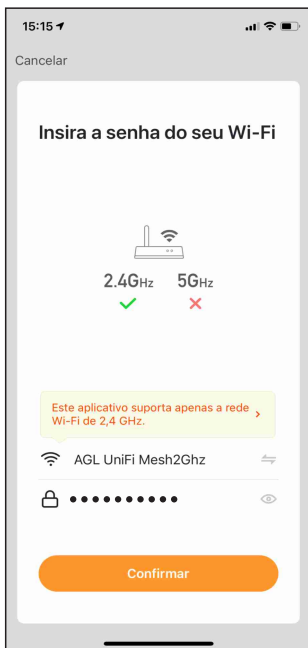 15:15
Cancelar
Insira a senha do seu Wi-Fi
2.4GHz 5GHz
Este aplicativo suporta apenas a rede
Wi-Fi de 2,4 GHz.
AGL UniFi Mesh2Ghz
●●●●●●●●●●
Confirmar